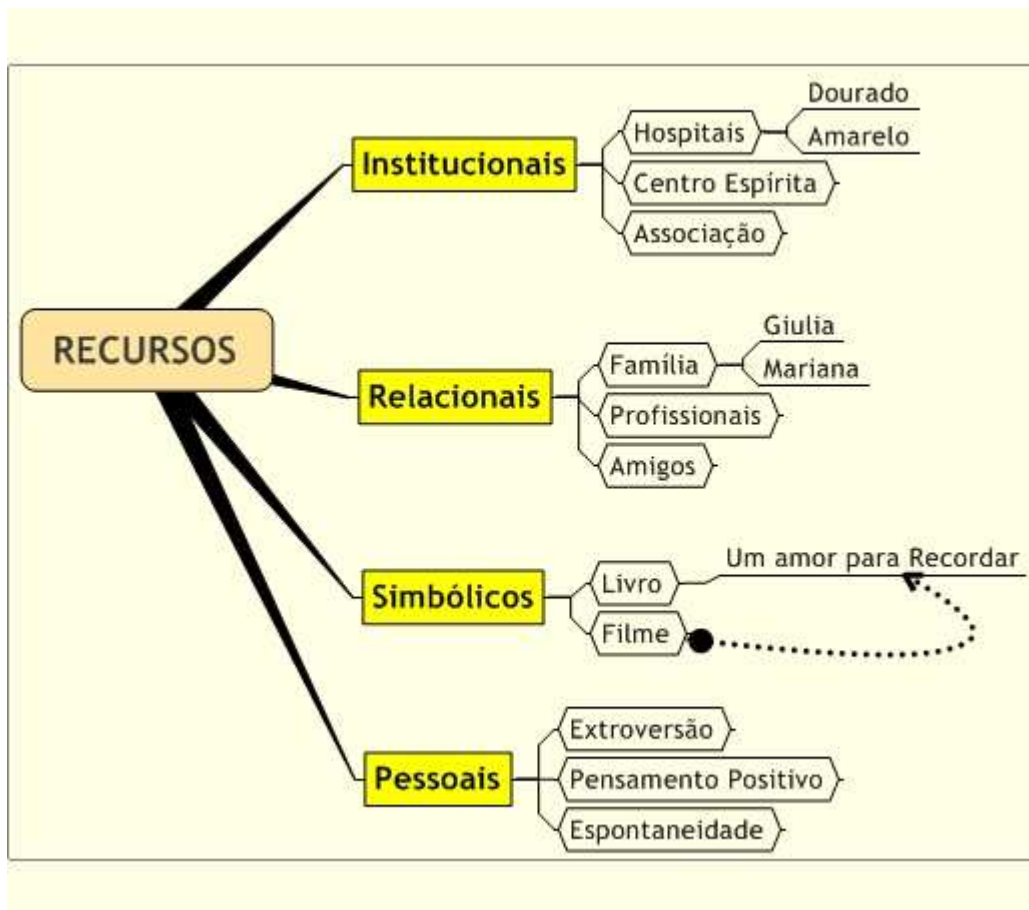 RECURSOS
Institucionais
Hospitais
Dourado
Amarelo
Centro Espírita
Associação
Relacionais
Família
Giulia
Mariana
Profissionais
Amigos
Simbólicos
Livro
Um amor para Recordar
Filme
Pessoais
Extroversão
Pensamento Positivo
Espontaneidade